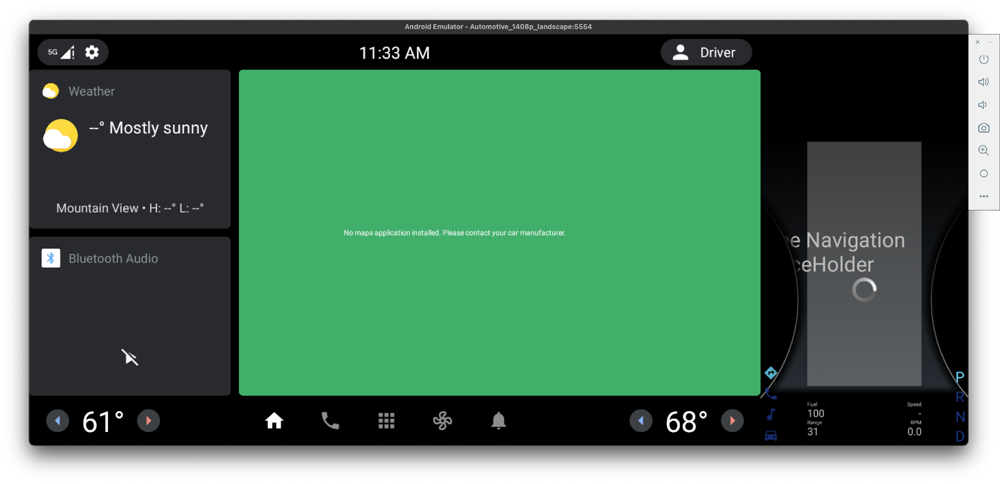 Android Emulator - Automotive_1408p_landscape:5554
5G
11:33 AM
Driver
Weather
--° Mostly sunny
Mountain View • H: --° L: --°
Bluetooth Audio
No maps application installed. Please contact your car manufacturer.
e Navigation
ceHolder
61°
68°
Fuel
100
Range
31
Speed
-
RPM
0.0
P
R
N
D